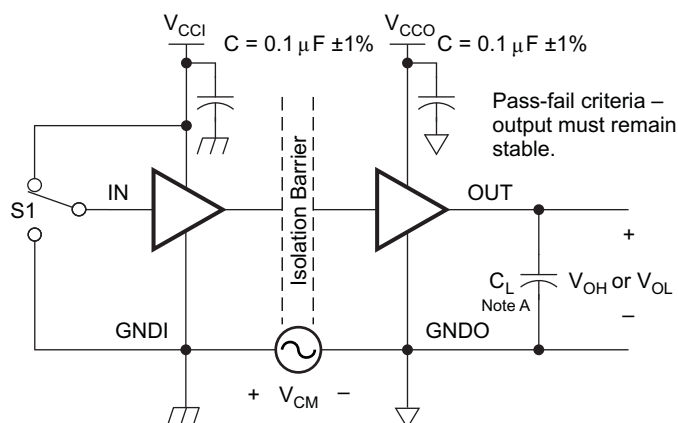 V_CCI
C = 0.1 μF ±1%
V_CCO
C = 0.1 μF ±1%
Pass-fail criteria –
output must remain
stable.
Isolation Barrier
IN
OUT
S1
+
C_L
Note A
V_OH or V_OL
–
GNDI
GNDO
+ V_CM –